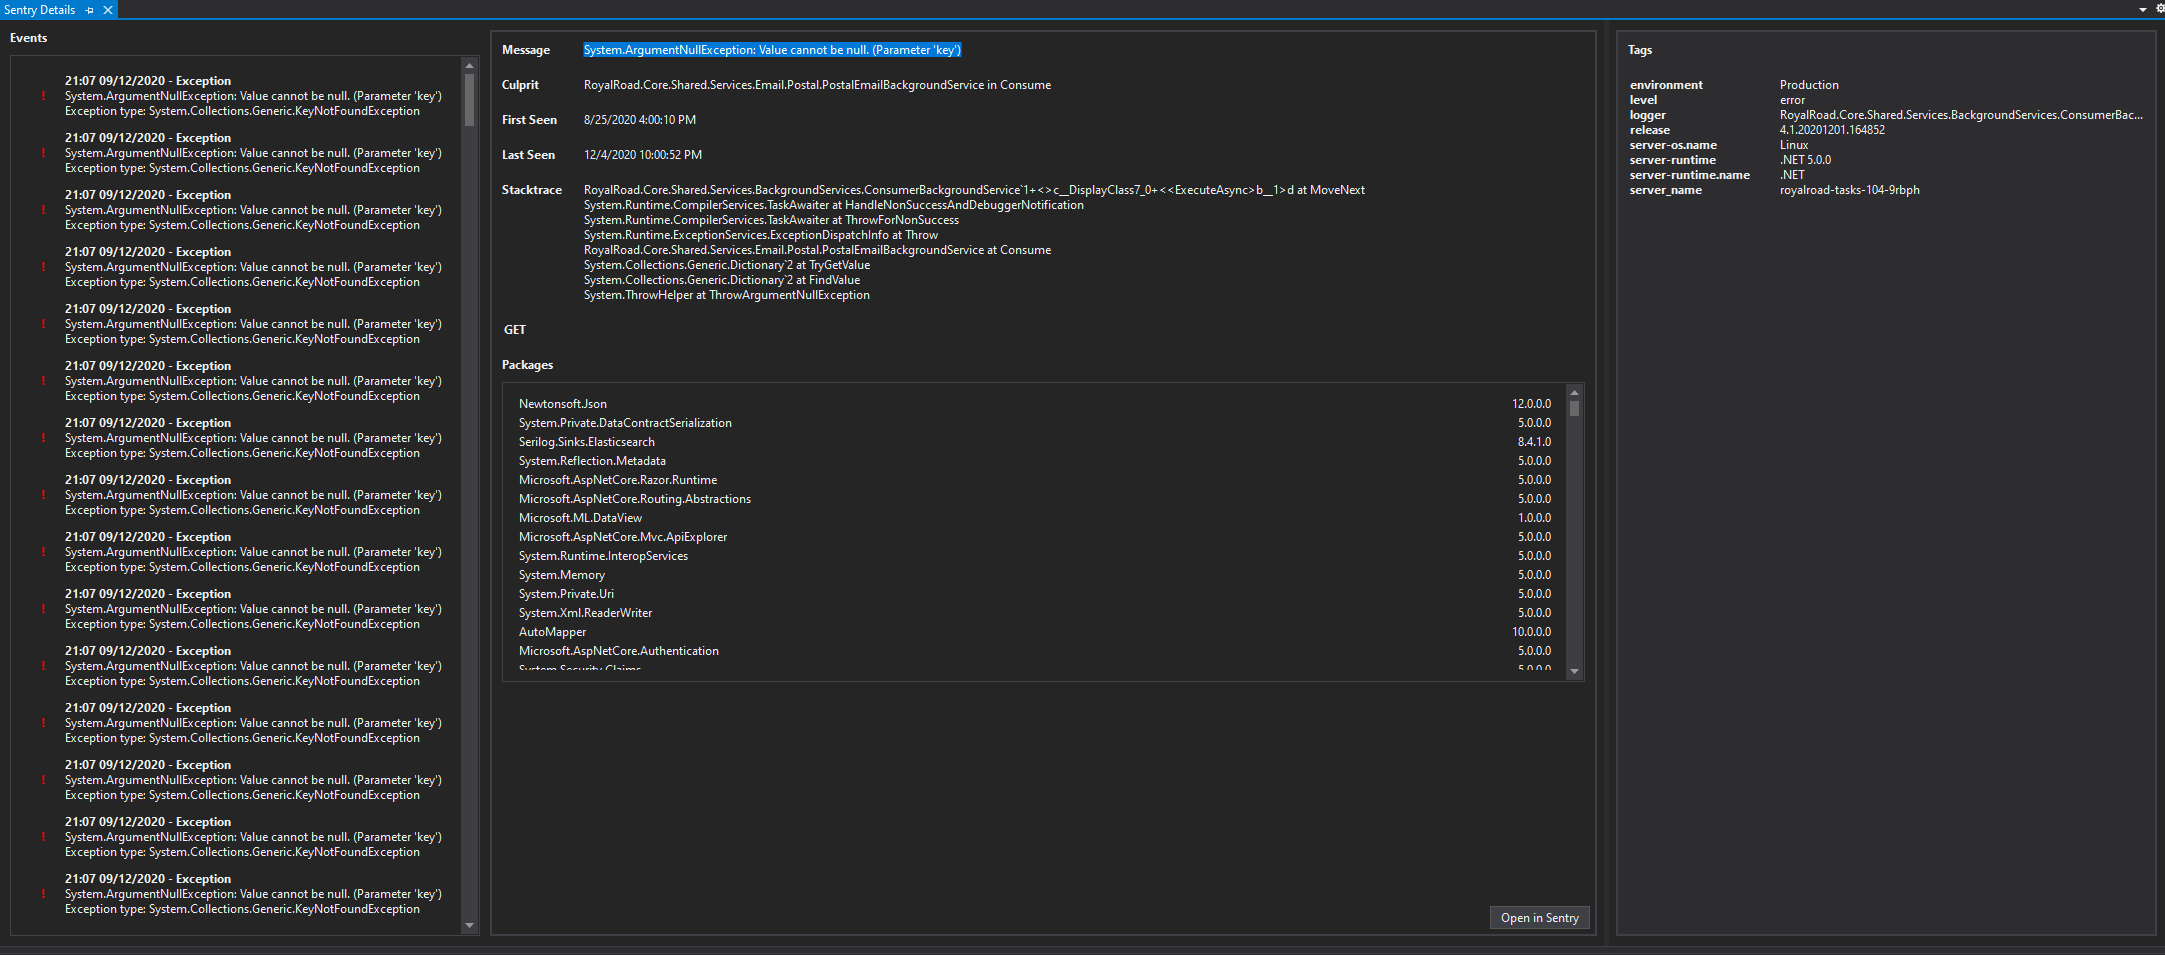 Sentry Details
Events
21:07 09/12/2020 - Exception
! System.ArgumentNullException: Value cannot be null. (Parameter 'key')
Exception type: System.Collections.Generic.KeyNotFoundException
21:07 09/12/2020 - Exception
! System.ArgumentNullException: Value cannot be null. (Parameter 'key')
Exception type: System.Collections.Generic.KeyNotFoundException
21:07 09/12/2020 - Exception
! System.ArgumentNullException: Value cannot be null. (Parameter 'key')
Exception type: System.Collections.Generic.KeyNotFoundException
21:07 09/12/2020 - Exception
! System.ArgumentNullException: Value cannot be null. (Parameter 'key')
Exception type: System.Collections.Generic.KeyNotFoundException
21:07 09/12/2020 - Exception
! System.ArgumentNullException: Value cannot be null. (Parameter 'key')
Exception type: System.Collections.Generic.KeyNotFoundException
21:07 09/12/2020 - Exception
! System.ArgumentNullException: Value cannot be null. (Parameter 'key')
Exception type: System.Collections.Generic.KeyNotFoundException
21:07 09/12/2020 - Exception
! System.ArgumentNullException: Value cannot be null. (Parameter 'key')
Exception type: System.Collections.Generic.KeyNotFoundException
21:07 09/12/2020 - Exception
! System.ArgumentNullException: Value cannot be null. (Parameter 'key')
Exception type: System.Collections.Generic.KeyNotFoundException
21:07 09/12/2020 - Exception
! System.ArgumentNullException: Value cannot be null. (Parameter 'key')
Exception type: System.Collections.Generic.KeyNotFoundException
21:07 09/12/2020 - Exception
! System.ArgumentNullException: Value cannot be null. (Parameter 'key')
Exception type: System.Collections.Generic.KeyNotFoundException
21:07 09/12/2020 - Exception
! System.ArgumentNullException: Value cannot be null. (Parameter 'key')
Exception type: System.Collections.Generic.KeyNotFoundException
21:07 09/12/2020 - Exception
! System.ArgumentNullException: Value cannot be null. (Parameter 'key')
Exception type: System.Collections.Generic.KeyNotFoundException
21:07 09/12/2020 - Exception
! System.ArgumentNullException: Value cannot be null. (Parameter 'key')
Exception type: System.Collections.Generic.KeyNotFoundException
21:07 09/12/2020 - Exception
! System.ArgumentNullException: Value cannot be null. (Parameter 'key')
Exception type: System.Collections.Generic.KeyNotFoundException
21:07 09/12/2020 - Exception
! System.ArgumentNullException: Value cannot be null. (Parameter 'key')
Exception type: System.Collections.Generic.KeyNotFoundException
Message System.ArgumentNullException: Value cannot be null. (Parameter 'key')
Culprit RoyalRoad.Core.Shared.Services.Email.Postal.PostalEmailBackgroundService in Consume
First Seen 8/25/2020 4:00:10 PM
Last Seen 12/4/2020 10:00:52 PM
Stacktrace RoyalRoad.Core.Shared.Services.BackgroundServices.ConsumerBackgroundService`1+<>c__DisplayClass7_0+<<ExecuteAsync>b__1>d at MoveNext
System.Runtime.CompilerServices.TaskAwaiter at HandleNonSuccessAndDebuggerNotification
System.Runtime.CompilerServices.TaskAwaiter at ThrowForNonSuccess
System.Runtime.ExceptionServices.ExceptionDispatchInfo at Throw
RoyalRoad.Core.Shared.Services.Email.Postal.PostalEmailBackgroundService at Consume
System.Collections.Generic.Dictionary`2 at TryGetValue
System.Collections.Generic.Dictionary`2 at FindValue
System.ThrowHelper at ThrowArgumentNullException
GET
Packages
Newtonsoft.Json 12.0.0.0
System.Private.DataContractSerialization 5.0.0.0
Serilog.Sinks.Elasticsearch 8.4.1.0
System.Reflection.Metadata 5.0.0.0
Microsoft.AspNetCore.Razor.Runtime 5.0.0.0
Microsoft.AspNetCore.Routing.Abstractions 5.0.0.0
Microsoft.ML.DataView 1.0.0.0
Microsoft.AspNetCore.Mvc.ApiExplorer 5.0.0.0
System.Runtime.InteropServices 5.0.0.0
System.Memory 5.0.0.0
System.Private.Uri 5.0.0.0
System.Xml.ReaderWriter 5.0.0.0
AutoMapper 10.0.0.0
Microsoft.AspNetCore.Authentication 5.0.0.0
System.Security.Claims 5.0.0.0
Open in Sentry
Tags
environment Production
level error
logger RoyalRoad.Core.Shared.Services.BackgroundServices.ConsumerBac...
release 4.1.20201201.164852
server-os.name Linux
server-runtime .NET 5.0.0
server-runtime.name .NET
server_name royalroad-tasks-104-9rbph